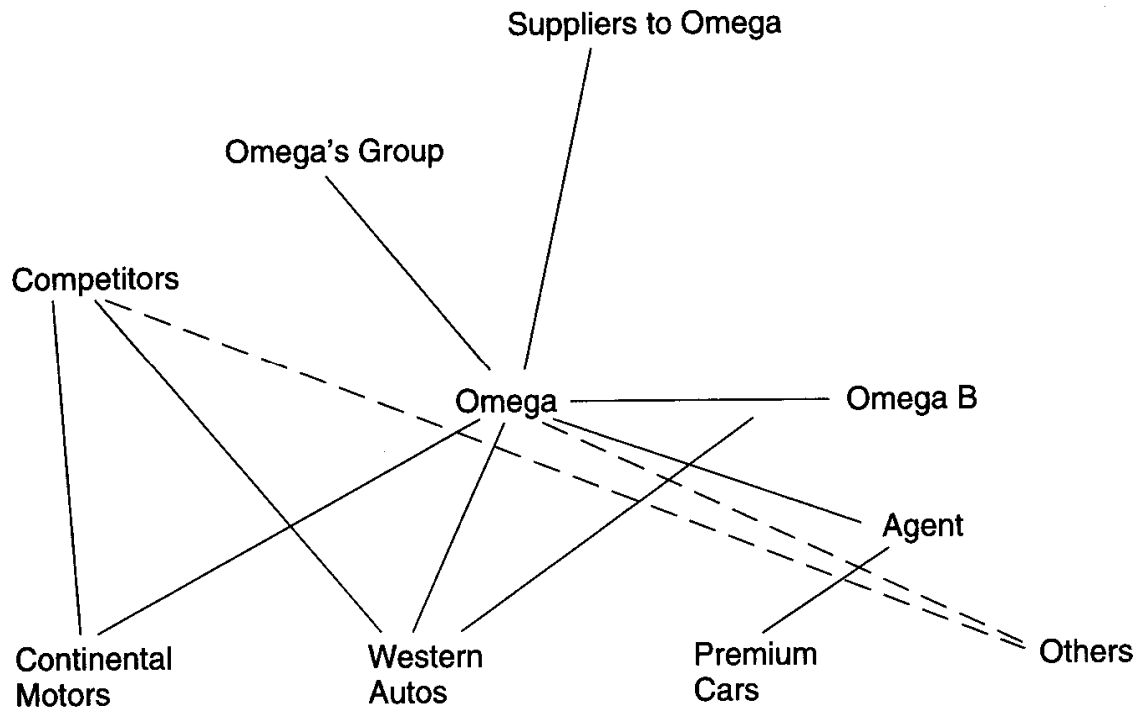 Suppliers to Omega
Omega's Group
Competitors
Omega
Omega B
Agent
Continental
Motors
Western
Autos
Premium
Cars
Others